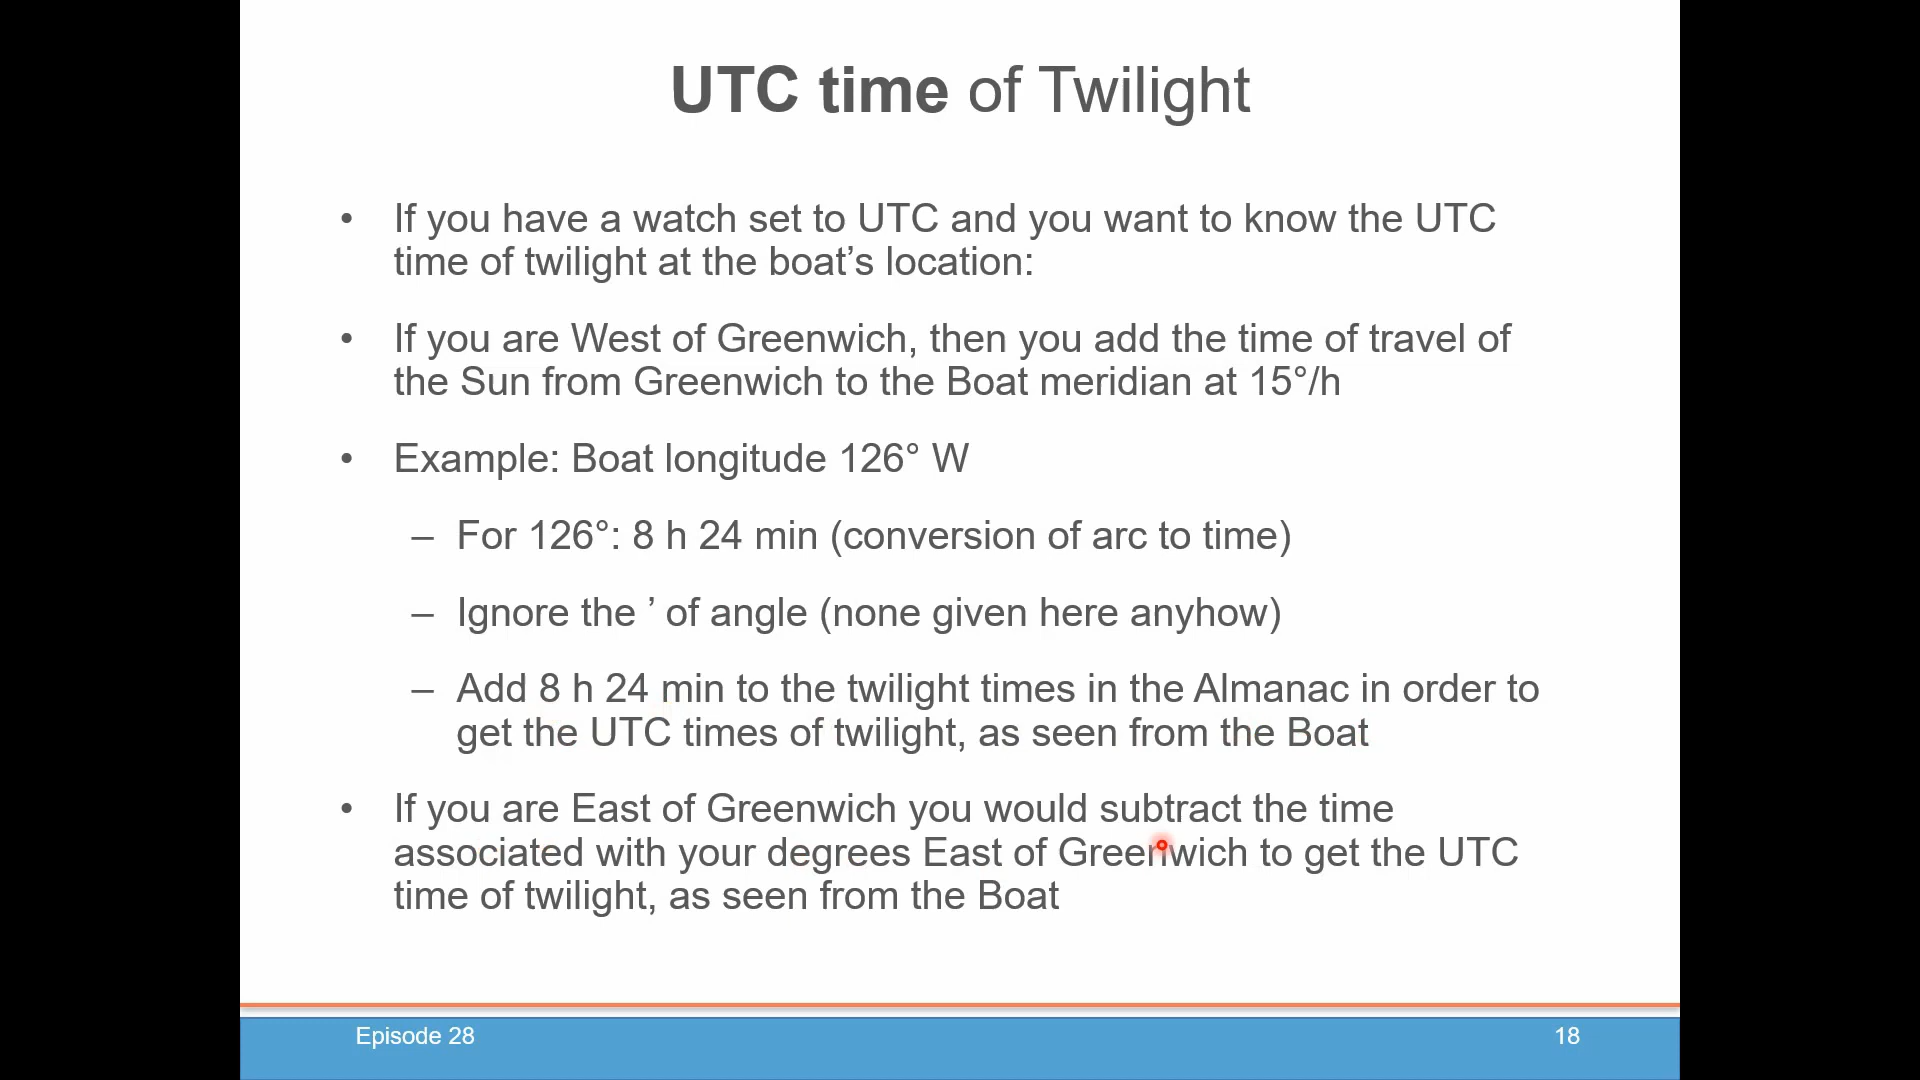 UTC time of Twilight
• If you have a watch set to UTC and you want to know the UTC
time of twilight at the boat’s location:
• If you are West of Greenwich, then you add the time of travel of
the Sun from Greenwich to the Boat meridian at 15°/h
• Example: Boat longitude 126° W
– For 126°: 8 h 24 min (conversion of arc to time)
– Ignore the ’ of angle (none given here anyhow)
– Add 8 h 24 min to the twilight times in the Almanac in order to
get the UTC times of twilight, as seen from the Boat
• If you are East of Greenwich you would subtract the time
associated with your degrees East of Greenwich to get the UTC
time of twilight, as seen from the Boat
Episode 28
18